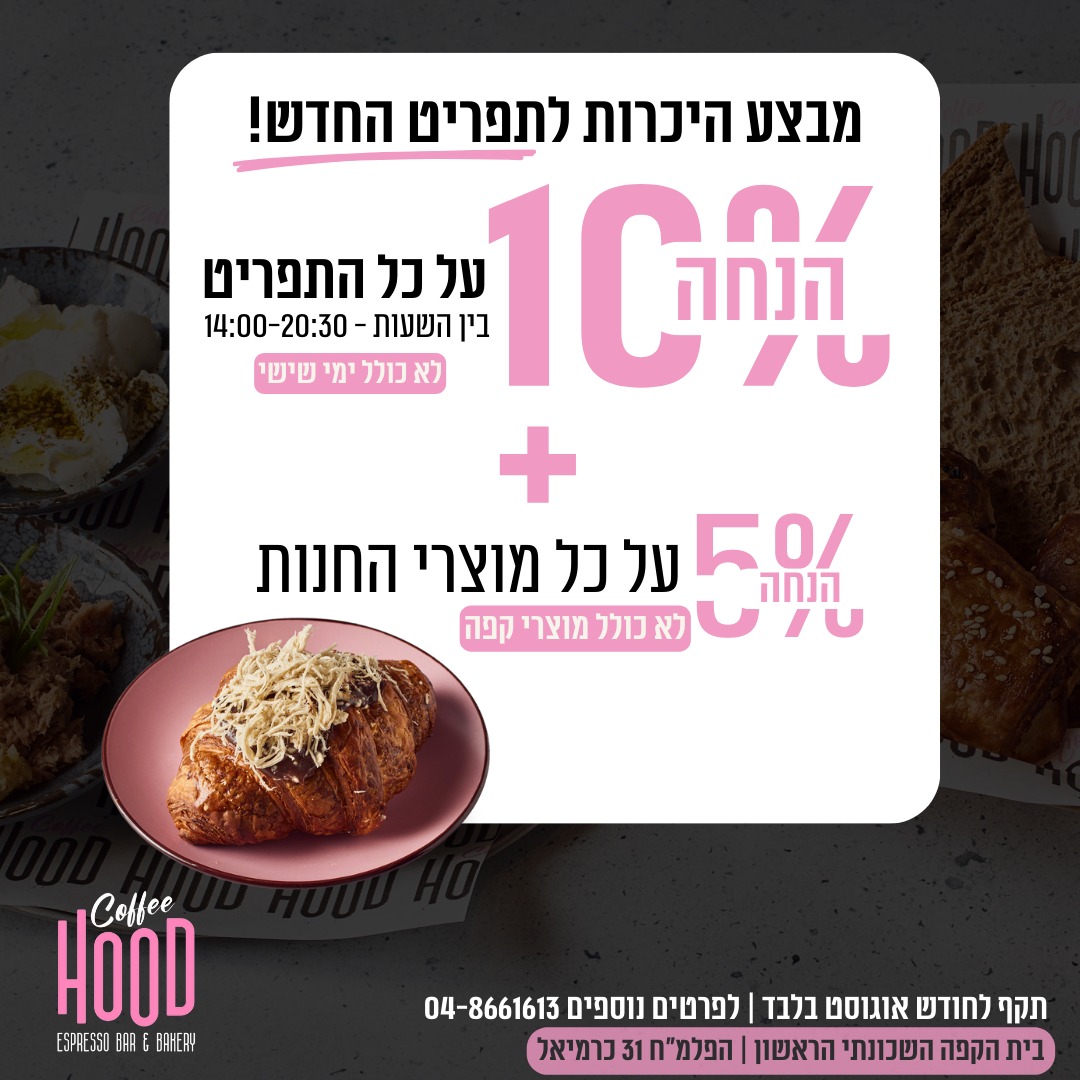 מבצע היכרות לתפריט החדש!
10%
הנחה
על כל התפריט
בין השעות - 14:00-20:30
לא כולל ימי שישי
+
5%
הנחה
על כל מוצרי החנות
לא כולל מוצרי קפה
Coffee
HOOD
ESPRESSO BAR & BAKERY
תקף לחודש אוגוסט בלבד | לפרטים נוספים 04-8661613
בית הקפה השכונתי הראשון | הפלמ"ח 31 כרמיאל